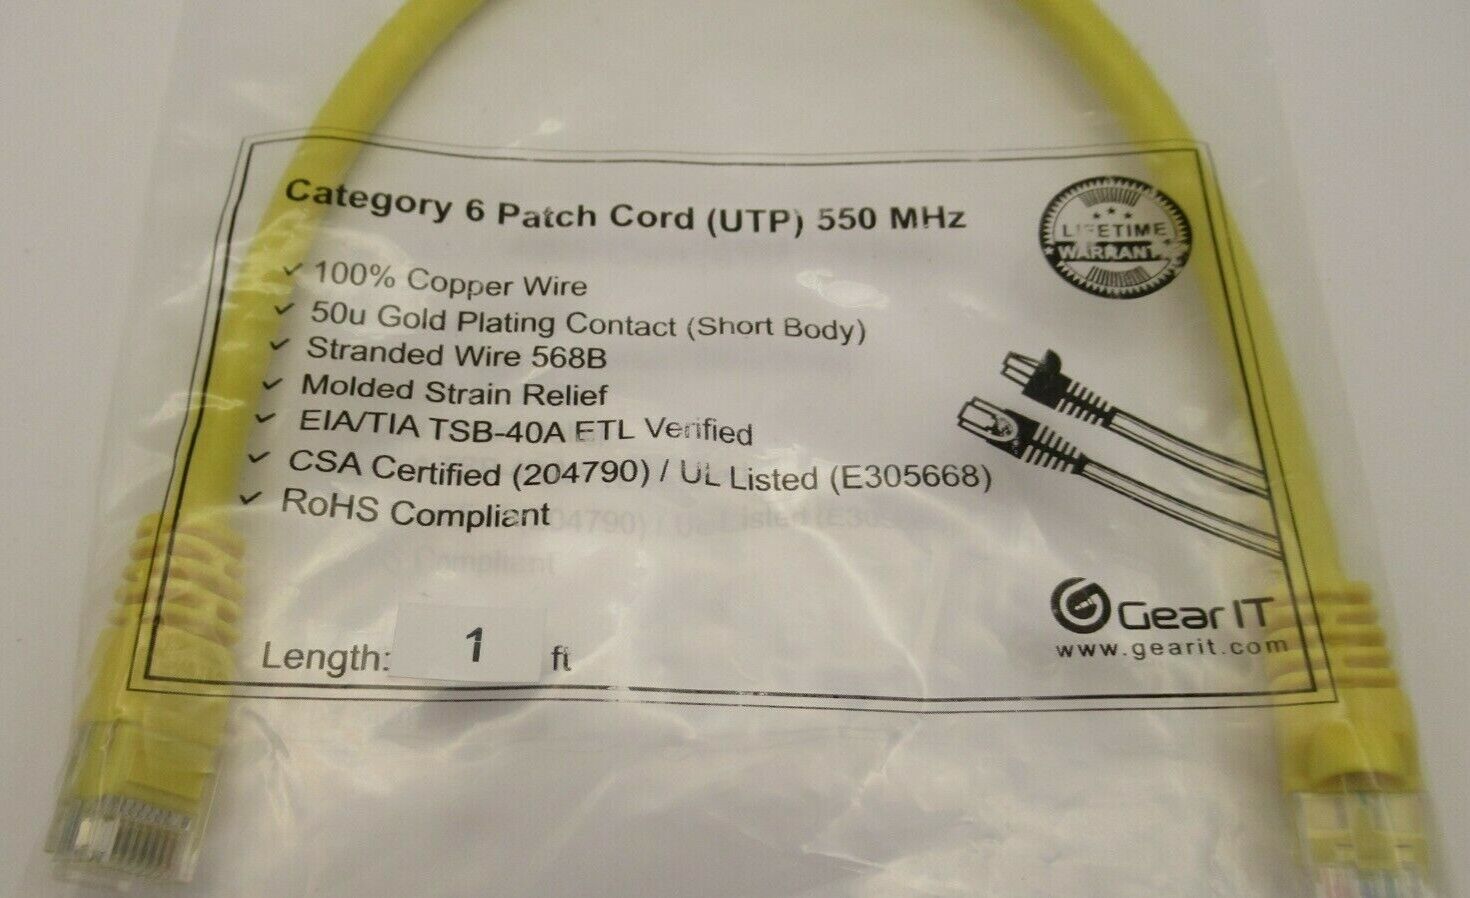 Category 6 Patch Cord (UTP) 550 MHz
LIFETIME
WARRANTY
✓ 100% Copper Wire
✓ 50u Gold Plating Contact (Short Body)
✓ Stranded Wire 568B
✓ Molded Strain Relief
✓ EIA/TIA TSB-40A ETL Verified
✓ CSA Certified (204790) / UL Listed (E305668)
✓ RoHS Compliant
GearIT
www.gearit.com
Length: 1 ft